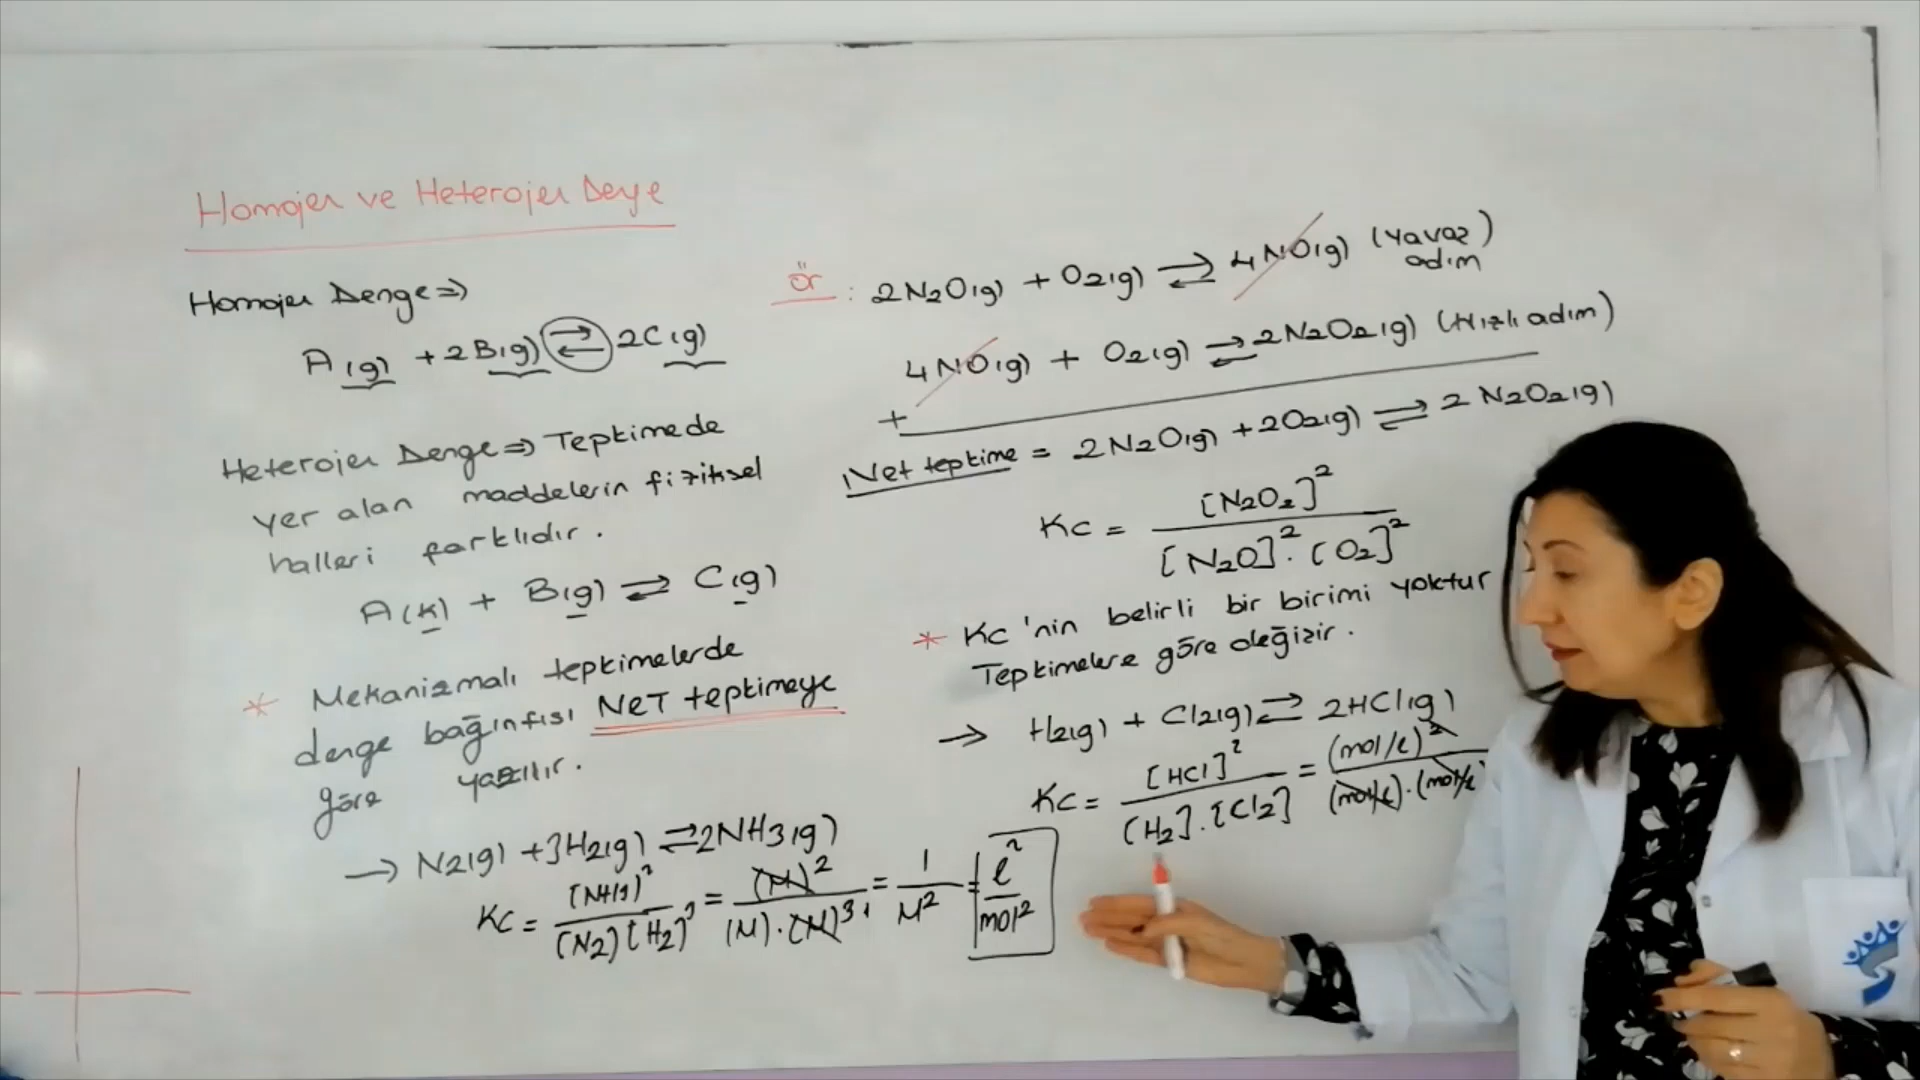 Homojen ve Heterojen Denge
Homojen Denge ⇒
A(g) + 2B(g) ⇌ 2C(g)
Heterojen Denge ⇒ Tepkimede
yer alan maddelerin fiziksel
halleri farklıdır.
A(k) + B(g) ⇌ C(g)
* Mekanizmalı tepkimelerde
denge bağıntısı NET tepkimeye
göre yazılır.
→ N2(g) + 3H2(g) ⇌ 2NH3(g)
Kc = [NH3]² / [N2] [H2]³ = (M)² / (M).(M)³ = 1 / M² = l² / mol²
Ör : 2N2O(g) + O2(g) ⇌ 4NO(g) (Yavaş adım)
4NO(g) + O2(g) ⇌ 2N2O2(g) (Hızlı adım)
+
Net tepkime = 2N2O(g) + 2O2(g) ⇌ 2N2O2(g)
Kc = [N2O2]² / [N2O]² . [O2]²
* Kc'nin belirli bir birimi yoktur
Tepkimelere göre değişir.
→ H2(g) + Cl2(g) ⇌ 2HCl(g)
Kc = [HCl]² / [H2].[Cl2] = (mol/l)² / (mol/l).(mol/l)